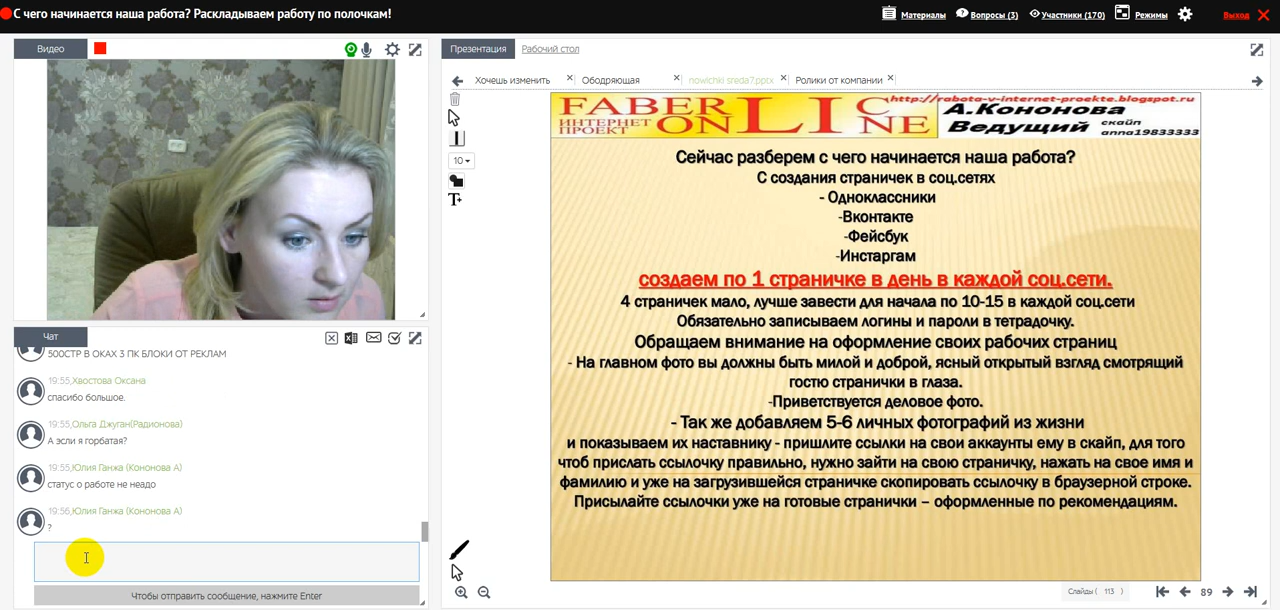 С чего начинается наша работа? Раскладываем работу по полочкам!
Материалы
Вопросы (3)
Участники (170)
Режимы
Выход
Видео
Презентация
Рабочий стол
Хочешь изменить
Ободряющая
nowichki sreda7.pptx
Ролики от компании
10
T+
FABERONLICNE
ИНТЕРНЕТ
ПРОЕКТ
http://rabota-v-internet-proekte.blogspot.ru
А.Кононова
Ведущий
скайп
anna19833333
Сейчас разберем с чего начинается наша работа?
С создания страничек в соц.сетях
- Одноклассники
-Вконтакте
-Фейсбук
-Инстаграм
создаем по 1 страничке в день в каждой соц.сети.
4 страничек мало, лучше завести для начала по 10-15 в каждой соц.сети
Обязательно записываем логины и пароли в тетрадочку.
Обращаем внимание на оформление своих рабочих страниц
- На главном фото вы должны быть милой и доброй, ясный открытый взгляд смотрящий
гостю странички в глаза.
-Приветствуется деловое фото.
- Так же добавляем 5-6 личных фотографий из жизни
и показываем их наставнику - пришлите ссылки на свои аккаунты ему в скайп, для того
чтоб прислать ссылочку правильно, нужно зайти на свою страничку, нажать на свое имя и
фамилию и уже на загрузившейся страничке скопировать ссылочку в браузерной строке.
Присылайте ссылочки уже на готовые странички – оформленные по рекомендациям.
Чат
500СТР В ОКАХ 3 ПК БЛОКИ ОТ РЕКЛАМ
19:55,Хвостова Оксана
спасибо большое.
19:55,Ольга Джуган(Радионова)
А эсли я горбатая?
19:55,Юлия Ганжа (Кононова А)
статус о работе не неадо
19:56,Юлия Ганжа (Кононова А)
?
Чтобы отправить сообщение, нажмите Enter
Слайды ( 113 )
89